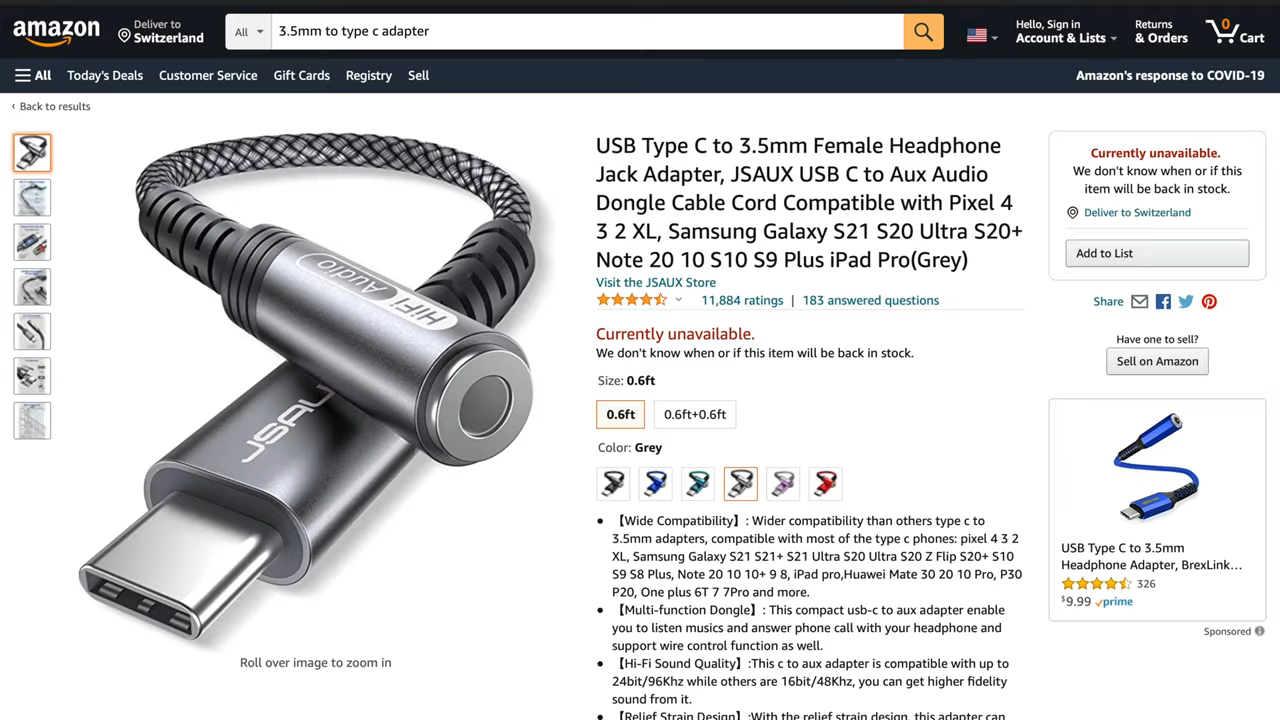 amazon
Deliver to
Switzerland
All
3.5mm to type c adapter
Hello, Sign in
Account & Lists
Returns
& Orders
0
Cart
All
Today's Deals
Customer Service
Gift Cards
Registry
Sell
Amazon's response to COVID-19
‹ Back to results
HiFi
Audio
JSAU
Roll over image to zoom in
USB Type C to 3.5mm Female Headphone
Jack Adapter, JSAUX USB C to Aux Audio
Dongle Cable Cord Compatible with Pixel 4
3 2 XL, Samsung Galaxy S21 S20 Ultra S20+
Note 20 10 S10 S9 Plus iPad Pro(Grey)
Visit the JSAUX Store
11,884 ratings | 183 answered questions
Currently unavailable.
We don't know when or if this item will be back in stock.
Size: 0.6ft
0.6ft
0.6ft+0.6ft
Color: Grey
● 【Wide Compatibility】: Wider compatibility than others type c to
3.5mm adapters, compatible with most of the type c phones: pixel 4 3 2
XL, Samsung Galaxy S21 S21+ S21 Ultra S20 Ultra S20 Z Flip S20+ S10
S9 S8 Plus, Note 20 10 10+ 9 8, iPad pro,Huawei Mate 30 20 10 Pro, P30
P20, One plus 6T 7 7Pro and more.
● 【Multi-function Dongle】: This compact usb-c to aux adapter enable
you to listen musics and answer phone call with your headphone and
support wire control function as well.
● 【Hi-Fi Sound Quality】:This c to aux adapter is compatible with up to
24bit/96Khz while others are 16bit/48Khz, you can get higher fidelity
sound from it.
● 【Relief Strain Design】:With the relief strain design, this adapter can
Currently unavailable.
We don't know when or if this
item will be back in stock.
Deliver to Switzerland
Add to List
Share
Have one to sell?
Sell on Amazon
USB Type C to 3.5mm
Headphone Adapter, BrexLink...
326
$9.99 prime
Sponsored